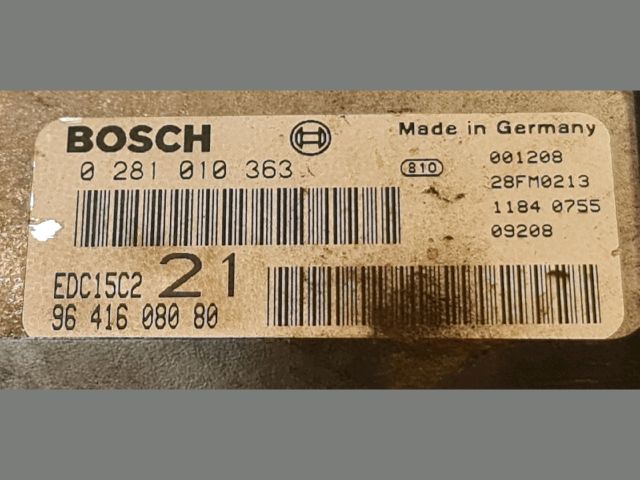 BOSCH
Made in Germany
0 281 010 363
810
001208
28FM0213
1184 0755
09208
EDC15C2 21
96 416 080 80